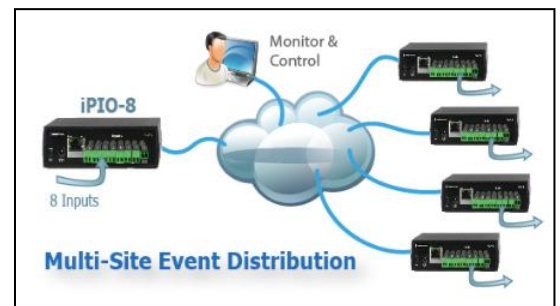 Monitor &
Control
iPIO-8
8 Inputs
Multi-Site Event Distribution